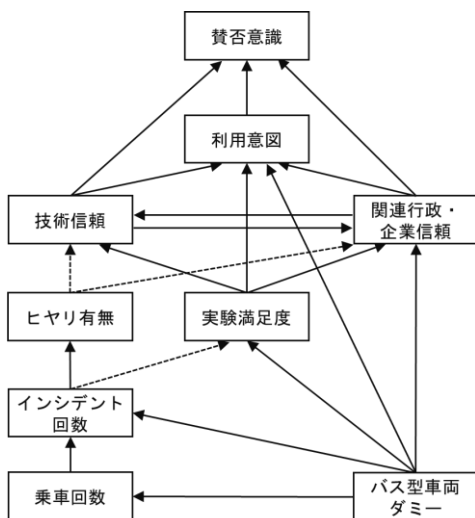 賛否意識
利用意図
技術信頼
関連行政・
企業信頼
ヒヤリ有無
実験満足度
インシデント
回数
乗車回数
バス型車両
ダミー